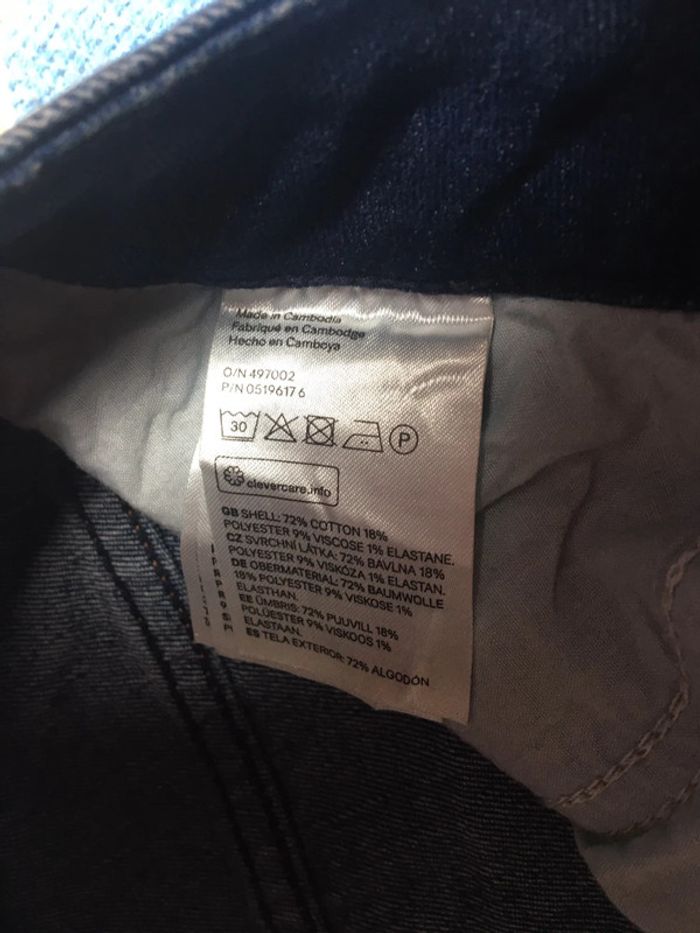 Made in Cambodia
Fabriqué en Cambodge
Hecho en Camboya
O/N 497002
P/N 0519617 6
30
P
clevercare.info
GB SHELL: 72% COTTON 18%
POLYESTER 9% VISCOSE 1% ELASTANE.
CZ SVRCHNÍ LÁTKA: 72% BAVLNA 18%
POLYESTER 9% VISKÓZA 1% ELASTAN.
DE OBERMATERIAL: 72% BAUMWOLLE
18% POLYESTER 9% VISKOSE 1%
ELASTHAN.
EE ÜMBRIS: 72% PUUVILL 18%
POLÜESTER 9% VISKOOS 1%
ELASTAAN.
ES TELA EXTERIOR: 72% ALGODÓN